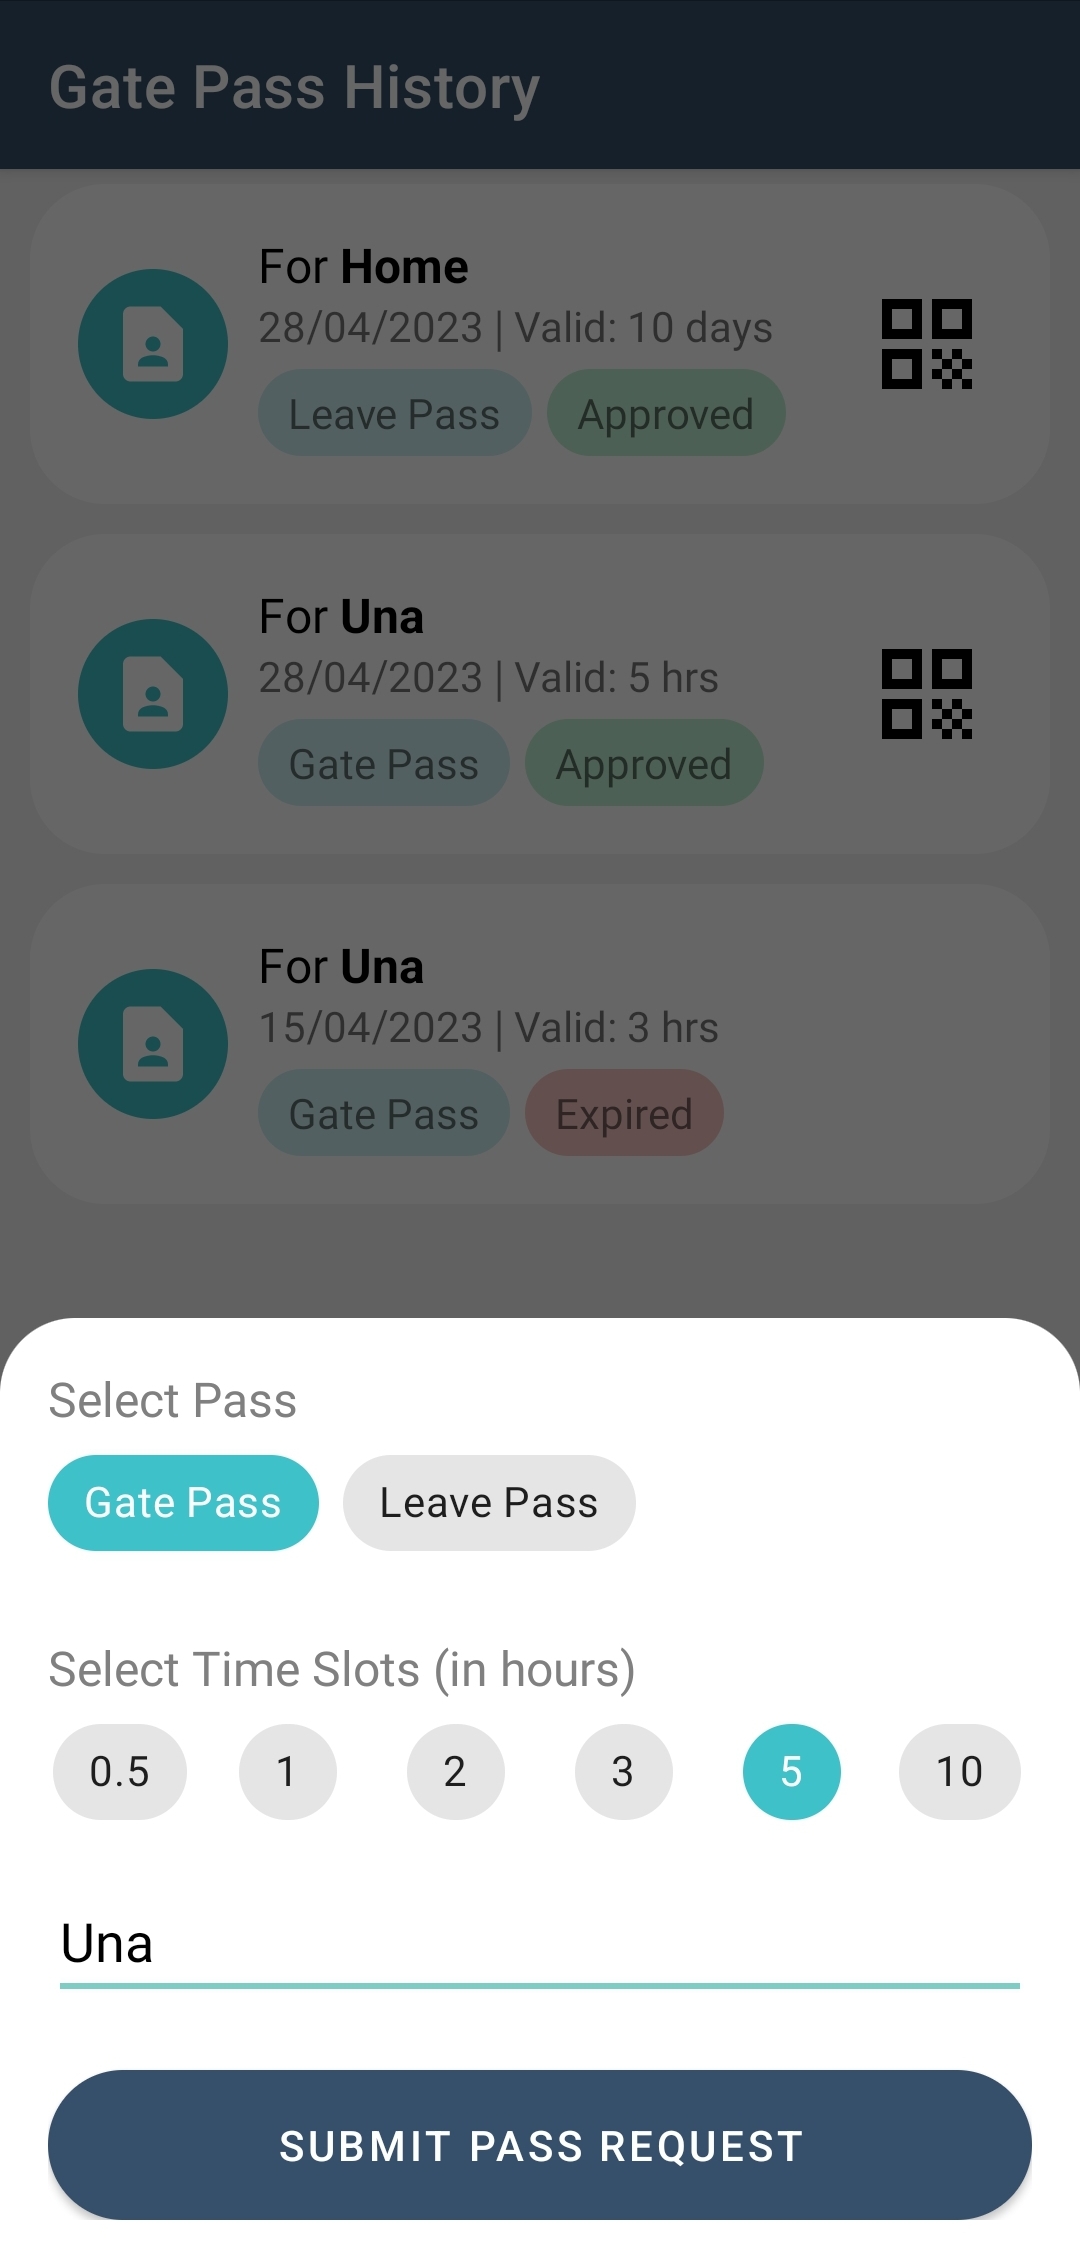 Gate Pass History
For Home
28/04/2023 | Valid: 10 days
Leave Pass Approved
For Una
28/04/2023 | Valid: 5 hrs
Gate Pass Approved
For Una
15/04/2023 | Valid: 3 hrs
Gate Pass Expired
Select Pass
Gate Pass Leave Pass
Select Time Slots (in hours)
0.5 1 2 3 5 10
Una
SUBMIT PASS REQUEST